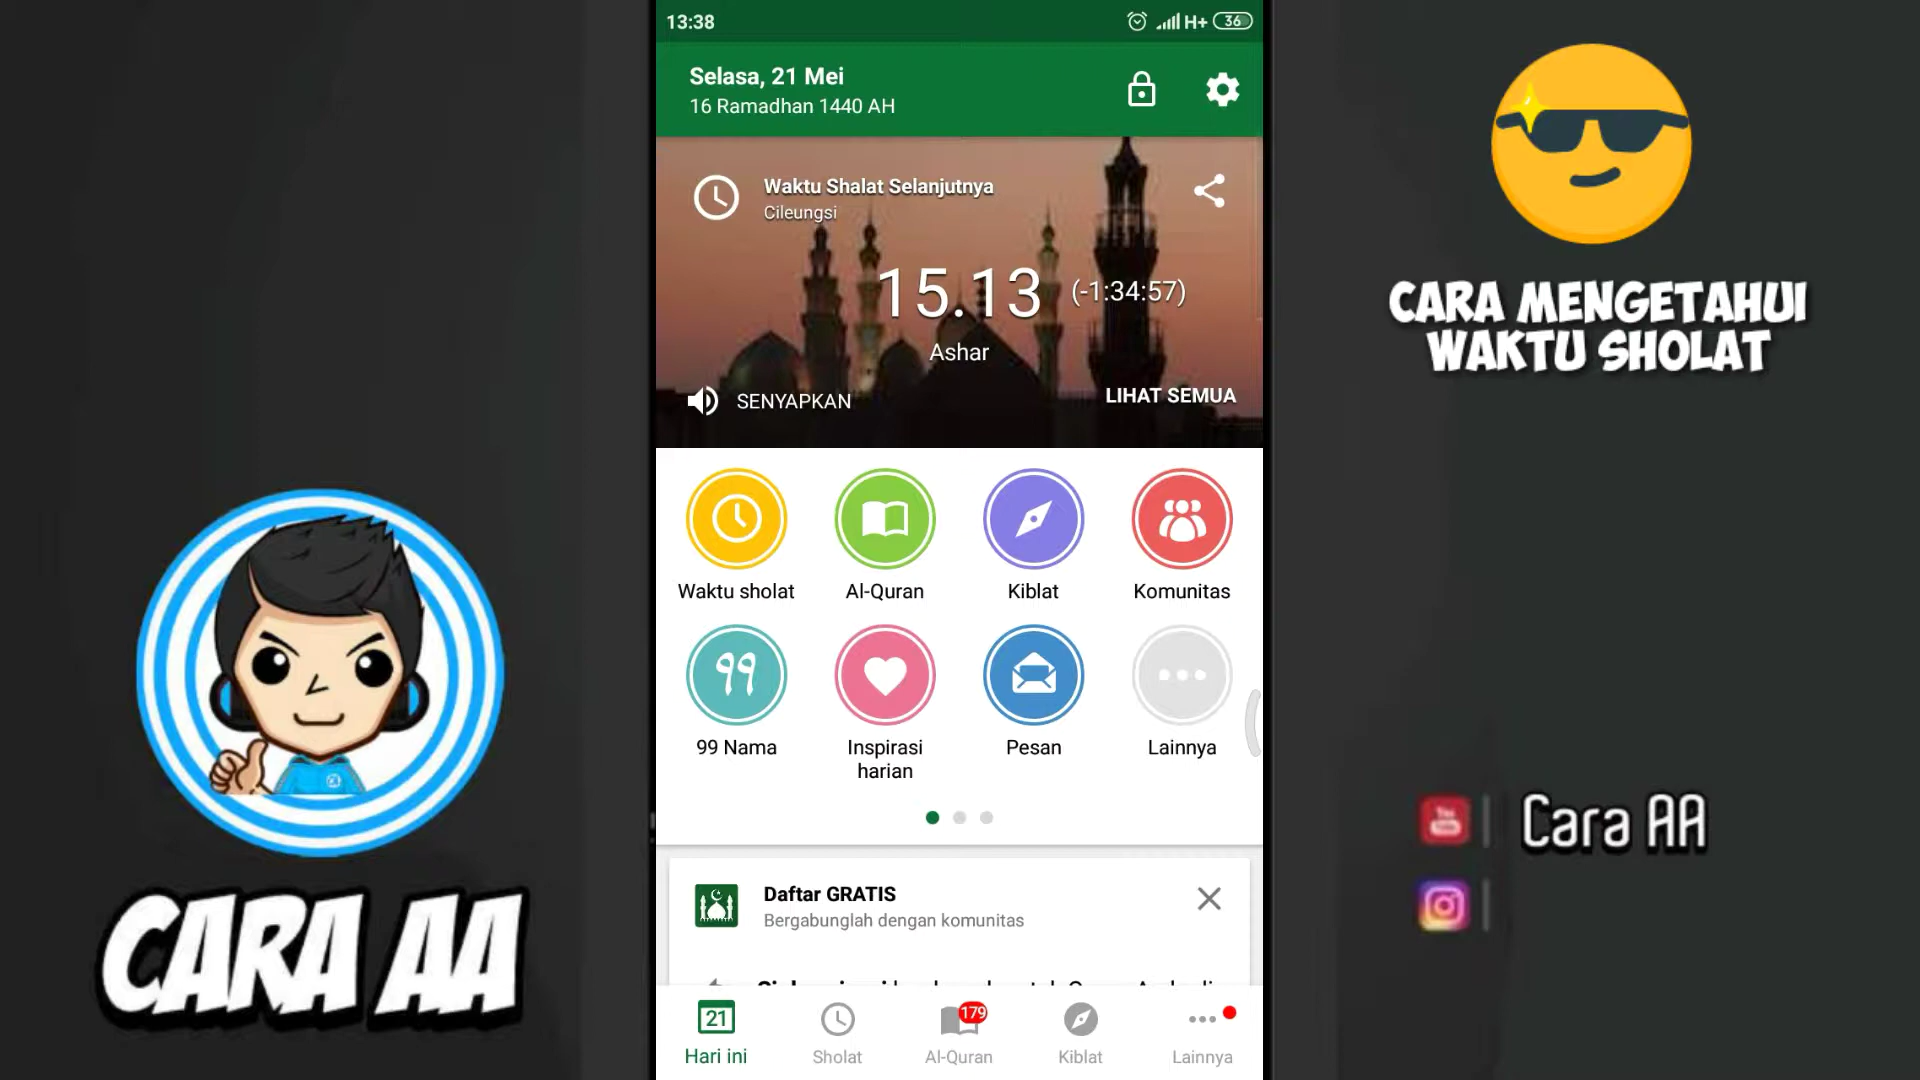 13:38
H+
36
Selasa, 21 Mei
16 Ramadhan 1440 AH
Waktu Shalat Selanjutnya
Cileungsi
15.13 (-1:34:57)
Ashar
SENYAPKAN
LIHAT SEMUA
Waktu sholat
Al-Quran
Kiblat
Komunitas
٩٩
99 Nama
Inspirasi
harian
Pesan
Lainnya
Daftar GRATIS
Bergabunglah dengan komunitas
21
Hari ini
Sholat
179
Al-Quran
Kiblat
Lainnya
CARA AA
CARA MENGETAHUI
WAKTU SHOLAT
You
Tube
Cara AA